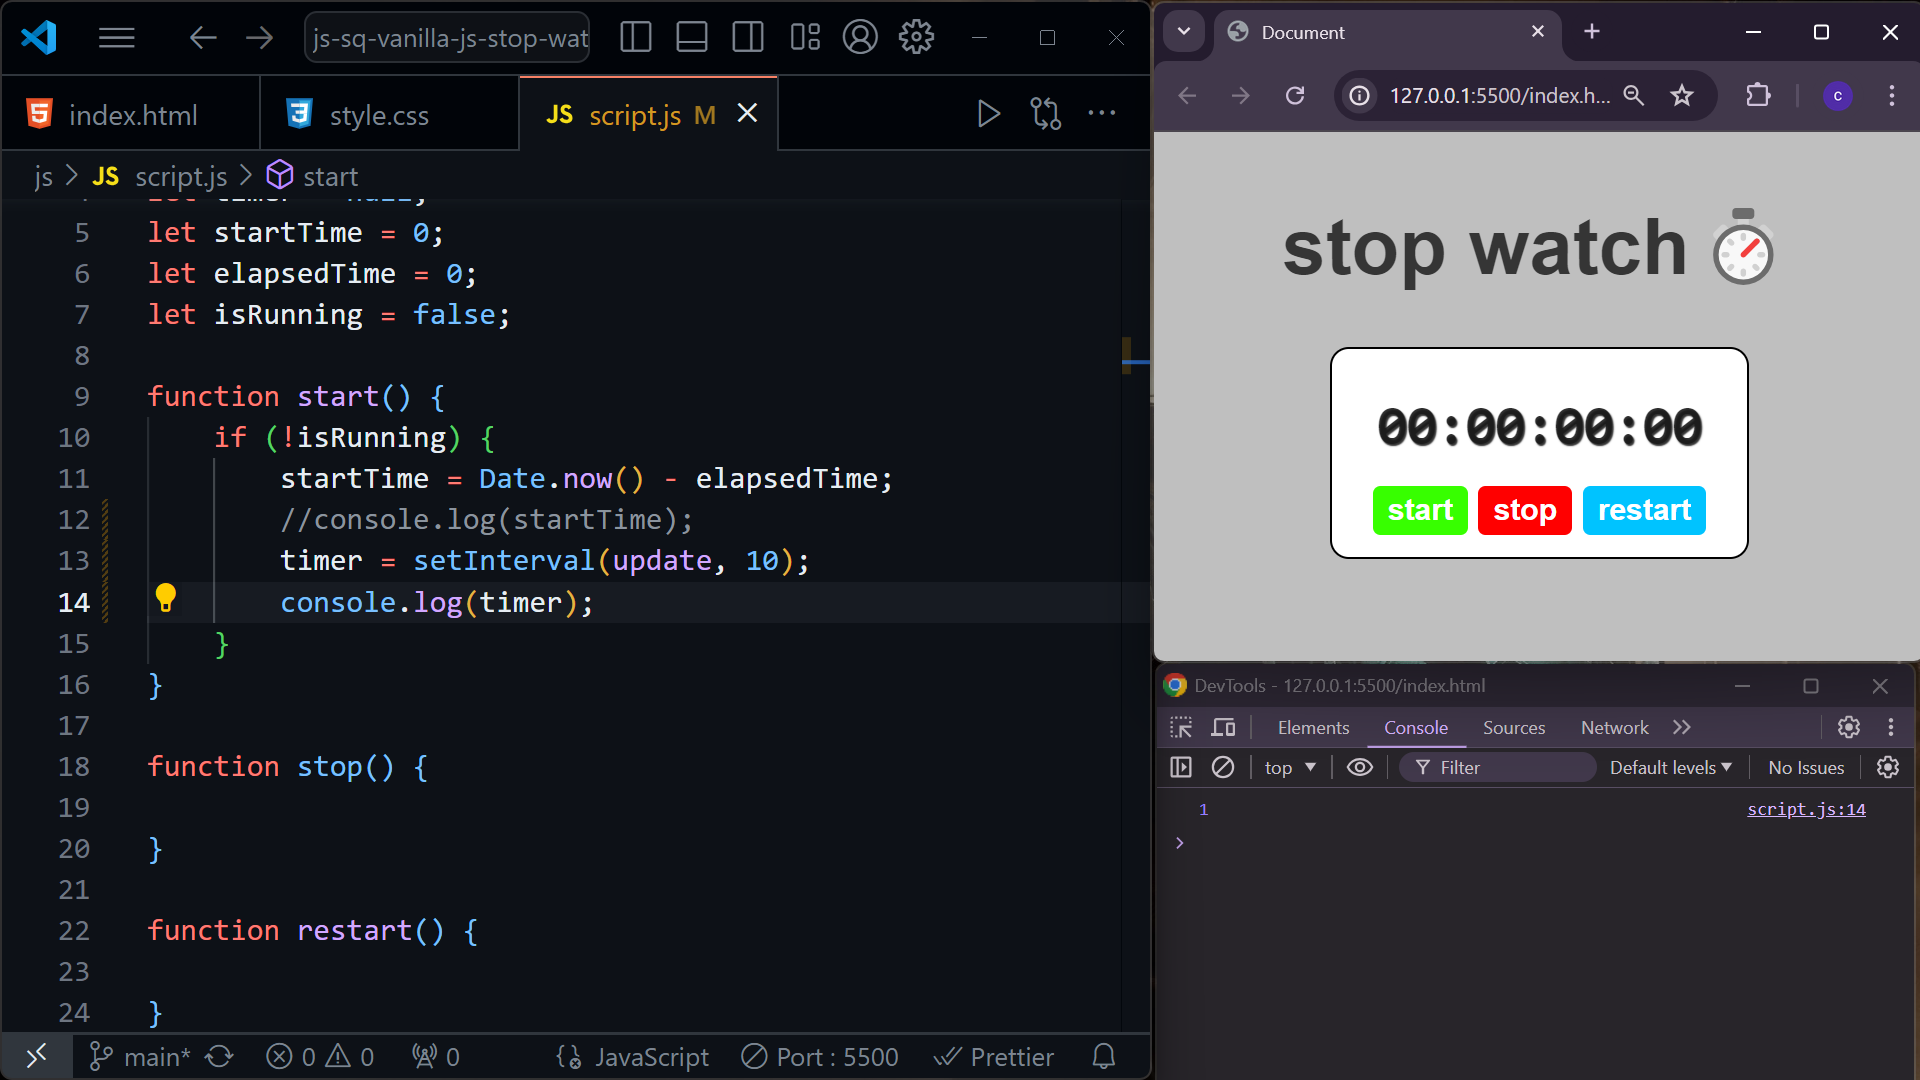 js-sq-vanilla-js-stop-wat
index.html
style.css
JS script.js M
js > JS script.js > start
let timer = null;
5 let startTime = 0;
6 let elapsedTime = 0;
7 let isRunning = false;
8
9 function start() {
10 if (!isRunning) {
11 startTime = Date.now() - elapsedTime;
12 //console.log(startTime);
13 timer = setInterval(update, 10);
14 console.log(timer);
15 }
16 }
17
18 function stop() {
19
20 }
21
22 function restart() {
23
24 }
main* 0 0 0 JavaScript Port : 5500 Prettier
Document
127.0.0.1:5500/index.h...
c
stop watch
00:00:00:00
start stop restart
DevTools - 127.0.0.1:5500/index.html
Elements Console Sources Network
top Filter Default levels No Issues
1 script.js:14
>